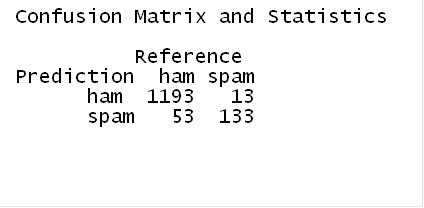 Confusion Matrix and Statistics
Reference
Prediction ham spam
ham 1193 13
spam 53 133